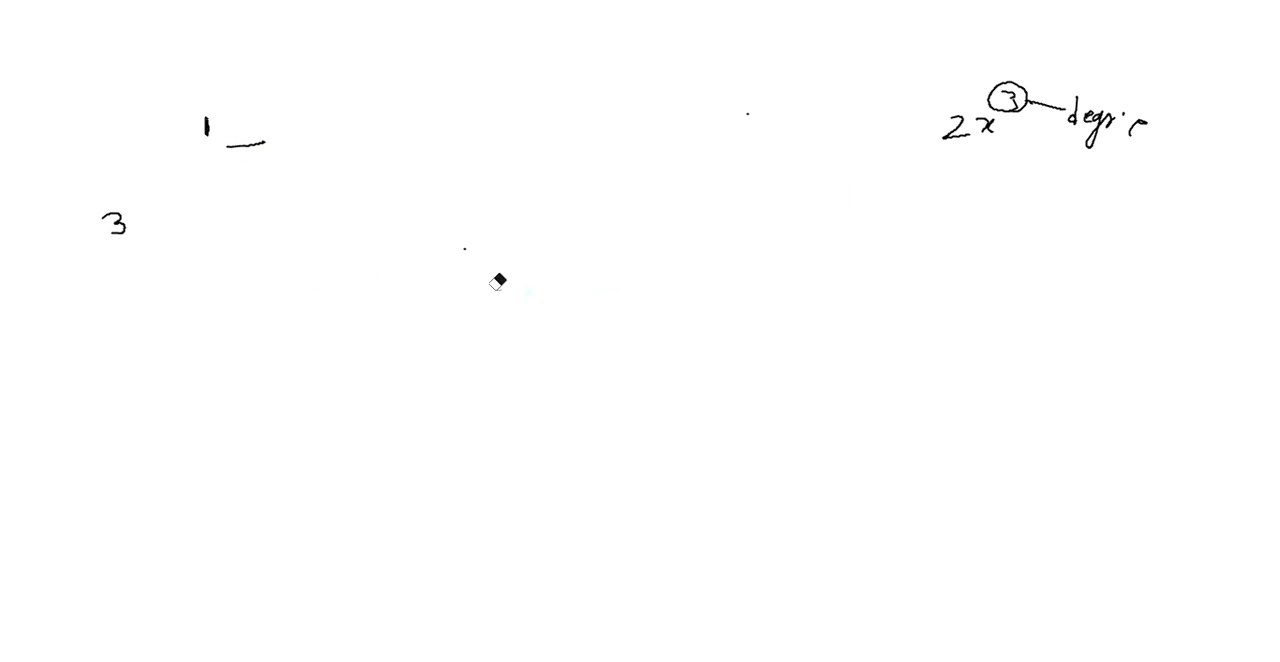 2x³ — degree
1 —
3